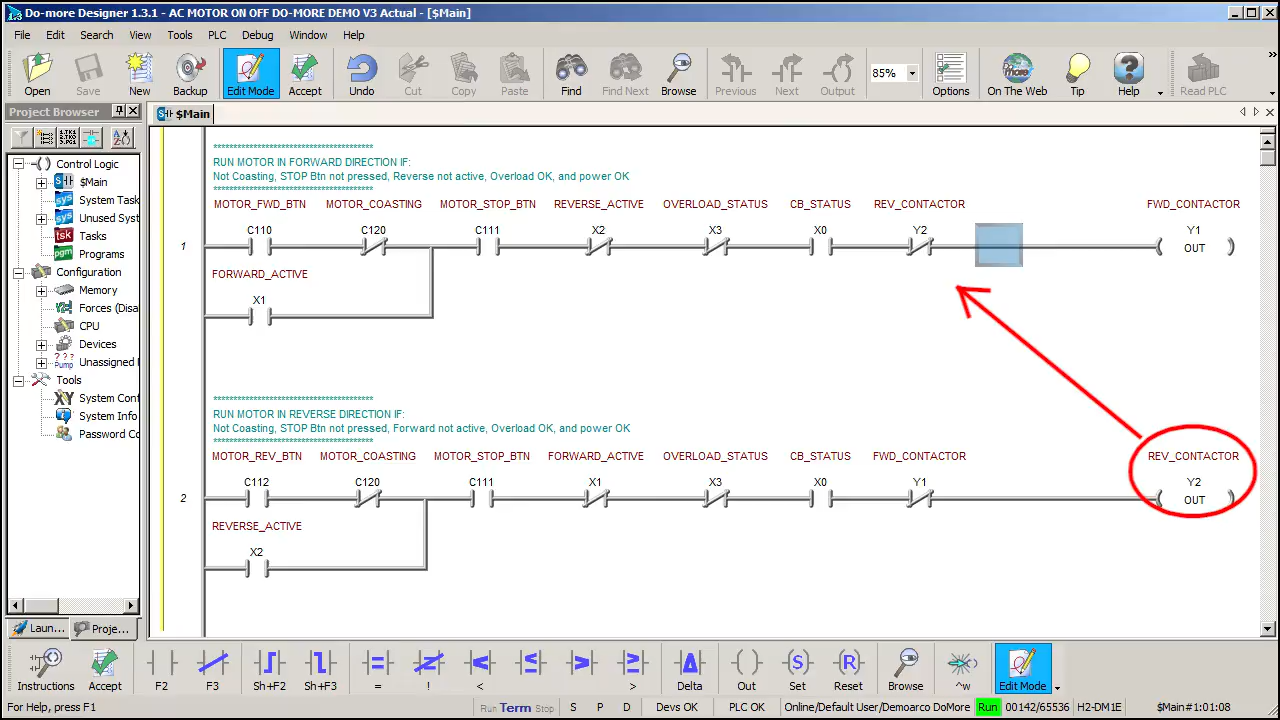 Do-more Designer 1.3.1 - AC MOTOR ON OFF DO-MORE DEMO V3 Actual - [$Main]
File Edit Search View Tools PLC Debug Window Help
Open Save New Backup Edit Mode Accept Undo Cut Copy Paste Find Find Next Browse Previous Next Output 85% Options On The Web Tip Help Read PLC
Project Browser
$Main
Control Logic
$Main
System Task
Unused Syst
Tasks
Programs
Configuration
Memory
Forces (Disa
CPU
Devices
Unassigned
Tools
System Conf
System Info
Password Co
Laun... Proje...
****************************************
RUN MOTOR IN FORWARD DIRECTION IF:
Not Coasting, STOP Btn not pressed, Reverse not active, Overload OK, and power OK
****************************************
MOTOR_FWD_BTN MOTOR_COASTING MOTOR_STOP_BTN REVERSE_ACTIVE OVERLOAD_STATUS CB_STATUS REV_CONTACTOR FWD_CONTACTOR
C110 C120 C111 X2 X3 X0 Y2 Y1
1 OUT
FORWARD_ACTIVE
X1
****************************************
RUN MOTOR IN REVERSE DIRECTION IF:
Not Coasting, STOP Btn not pressed, Forward not active, Overload OK, and power OK
****************************************
MOTOR_REV_BTN MOTOR_COASTING MOTOR_STOP_BTN FORWARD_ACTIVE OVERLOAD_STATUS CB_STATUS FWD_CONTACTOR REV_CONTACTOR
C112 C120 C111 X1 X3 X0 Y1 Y2
2 OUT
REVERSE_ACTIVE
X2
Instructions Accept F2 F3 Sh+F2 Sh+F3 = ! < > Delta Out Set Reset Browse ^w Edit Mode
For Help, press F1 Run Term Stop S P D Devs OK PLC OK Online/Default User/Demoarco DoMore Run 00142/65536 H2-DM1E $Main#1:01:08